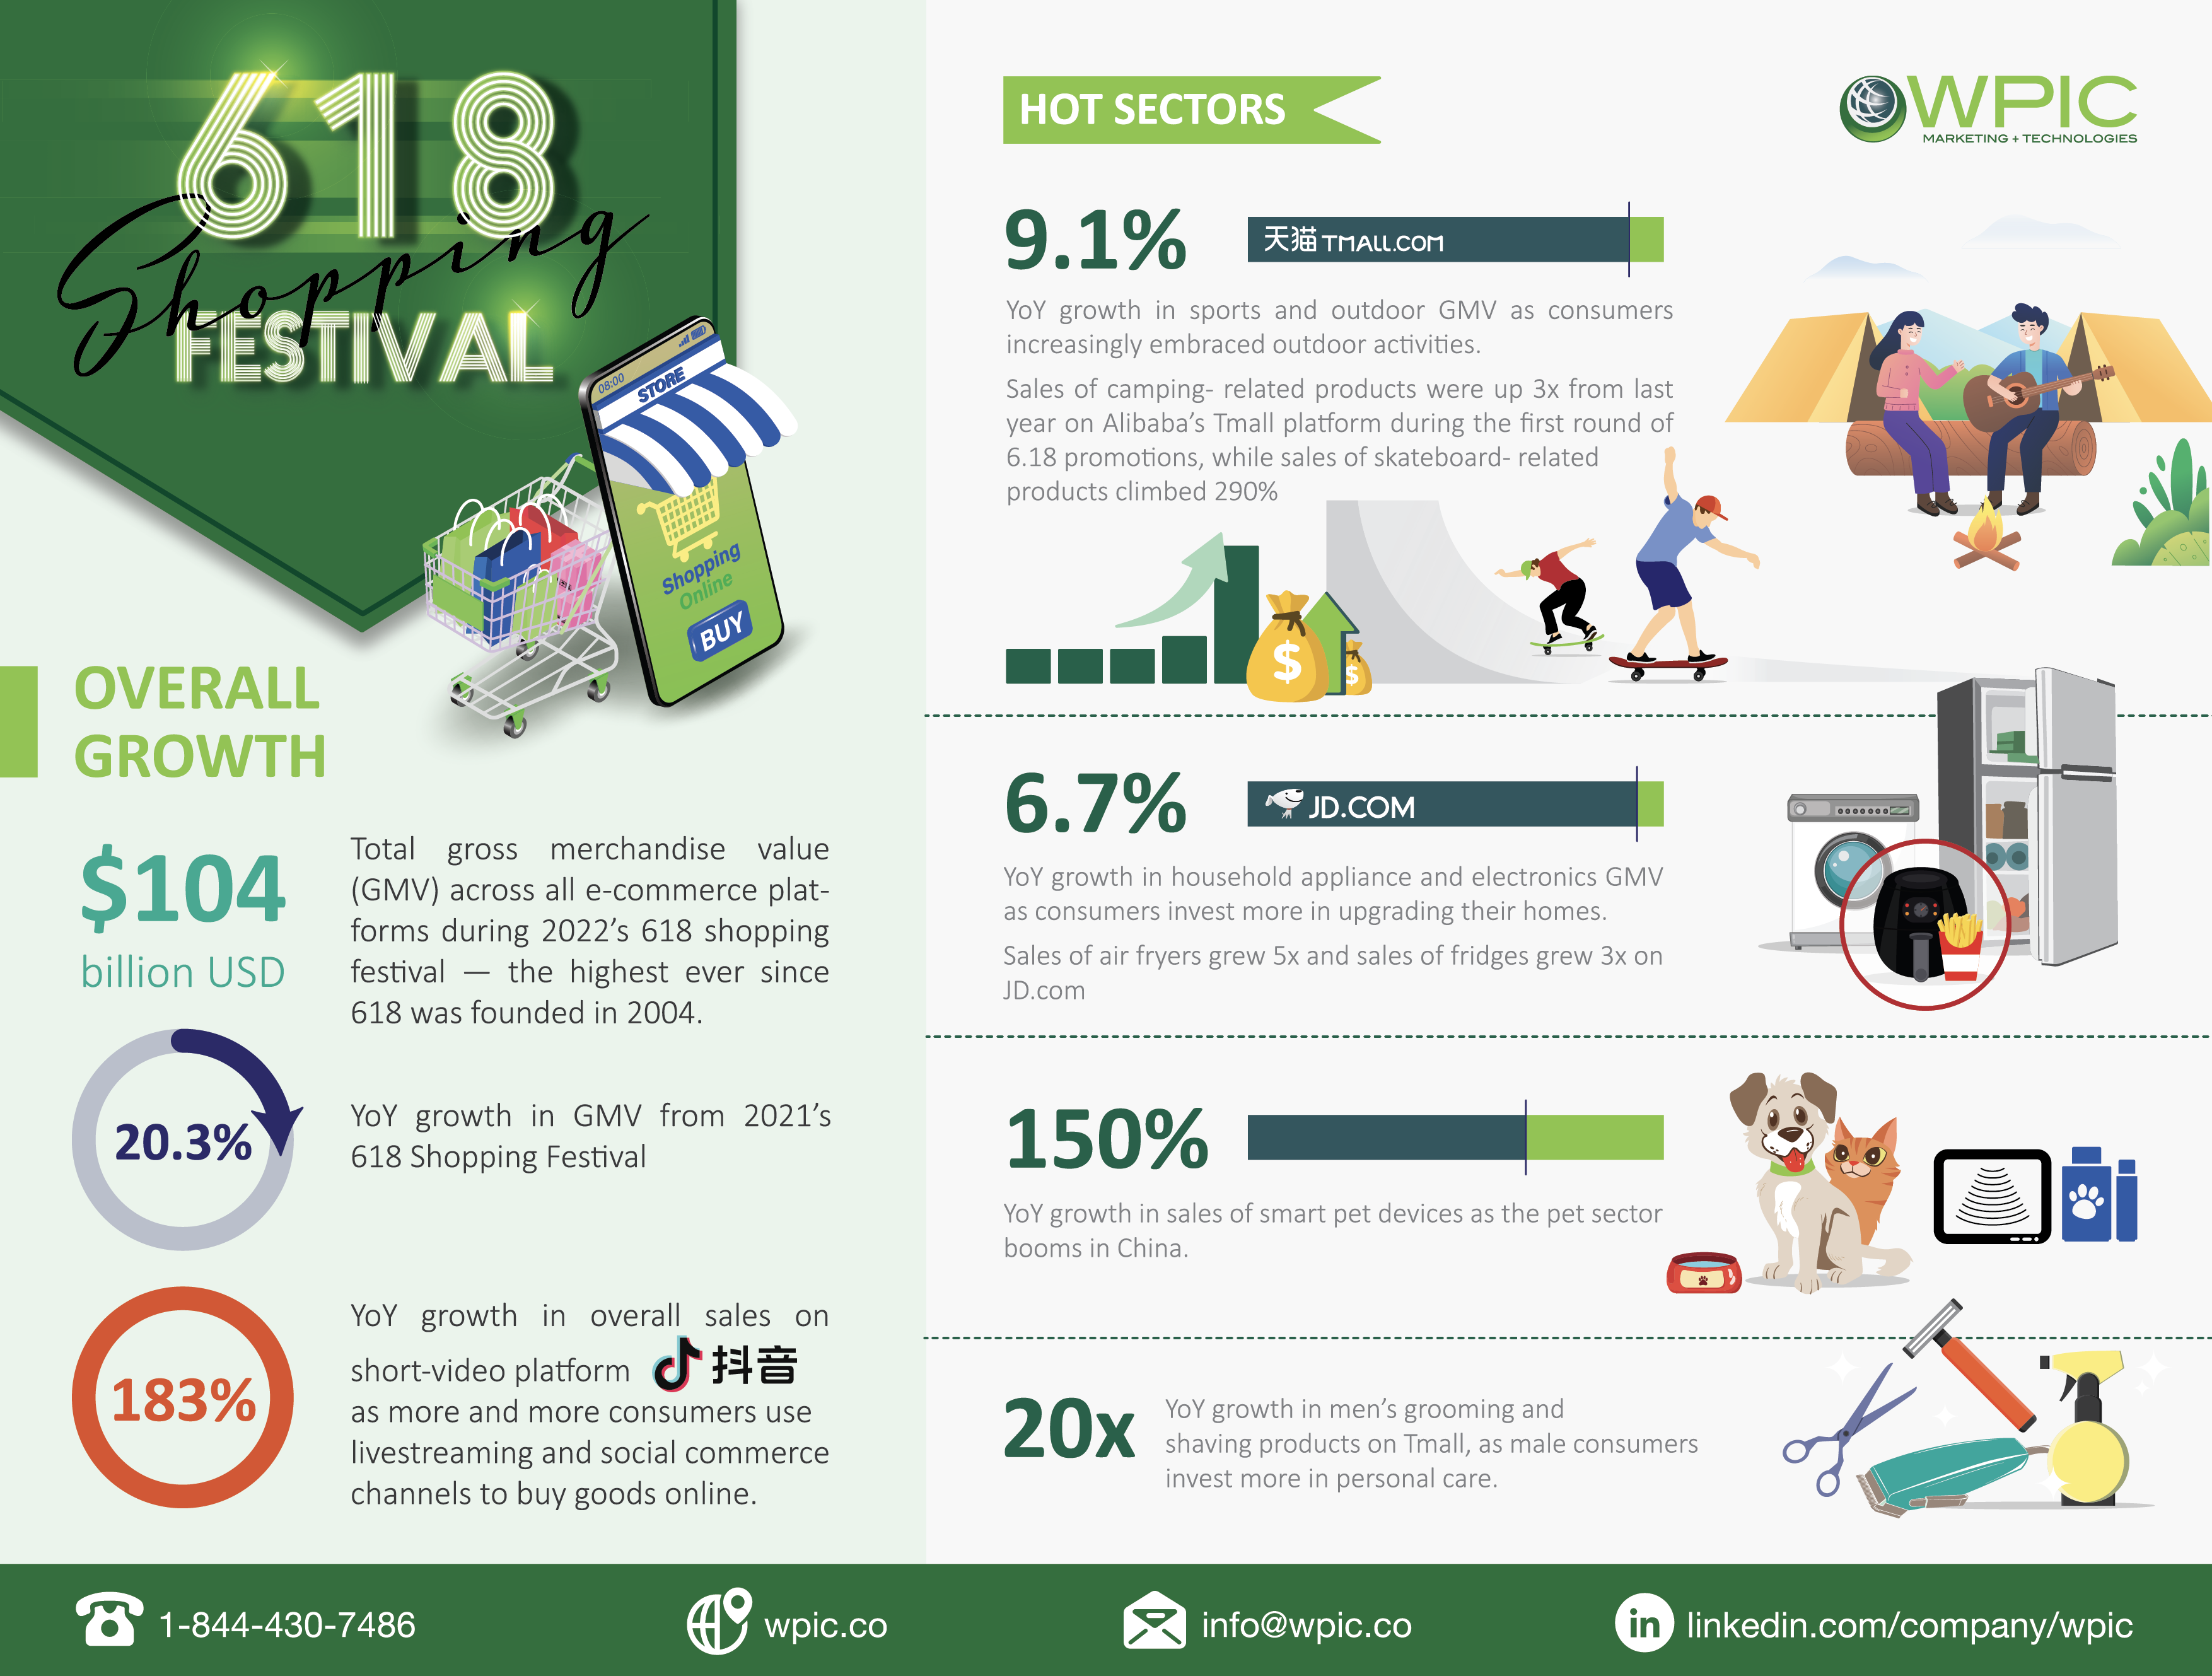 618
Shopping
FESTIVAL
08:00
STORE
Shopping
Online
BUY
OVERALL
GROWTH
$104
billion USD
Total gross merchandise value
(GMV) across all e-commerce plat-
forms during 2022’s 618 shopping
festival — the highest ever since
618 was founded in 2004.
20.3%
YoY growth in GMV from 2021’s
618 Shopping Festival
183%
YoY growth in overall sales on
short-video platform 抖音
as more and more consumers use
livestreaming and social commerce
channels to buy goods online.
HOT SECTORS
WPIC
MARKETING + TECHNOLOGIES
9.1%
天猫 TMALL.COM
YoY growth in sports and outdoor GMV as consumers
increasingly embraced outdoor activities.
Sales of camping- related products were up 3x from last
year on Alibaba’s Tmall platform during the first round of
6.18 promotions, while sales of skateboard- related
products climbed 290%
$
$
6.7%
JD.COM
YoY growth in household appliance and electronics GMV
as consumers invest more in upgrading their homes.
Sales of air fryers grew 5x and sales of fridges grew 3x on
JD.com
150%
YoY growth in sales of smart pet devices as the pet sector
booms in China.
20x
YoY growth in men’s grooming and
shaving products on Tmall, as male consumers
invest more in personal care.
1-844-430-7486
wpic.co
info@wpic.co
in linkedin.com/company/wpic